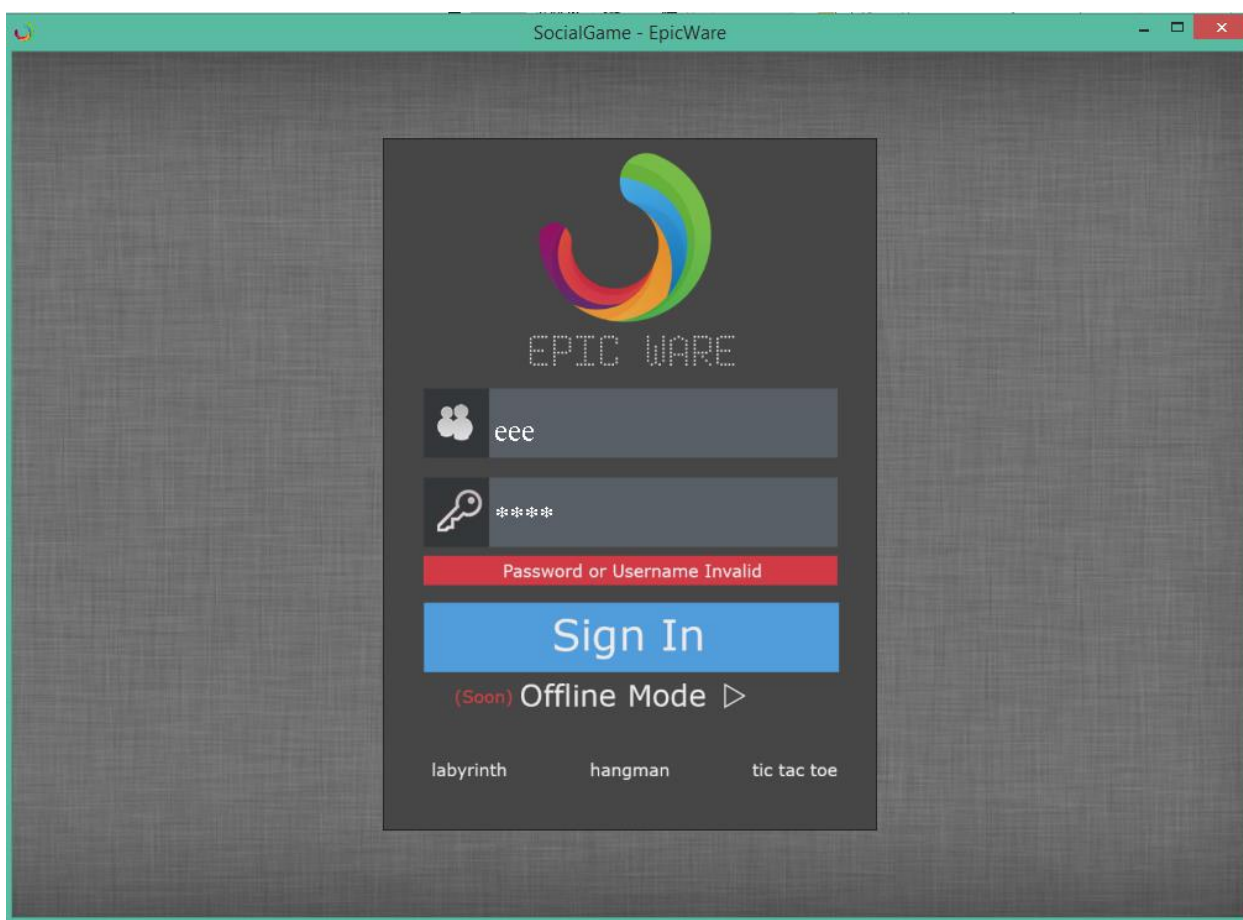 SocialGame - EpicWare
EPIC WARE
eee
****
Password or Username Invalid
Sign In
(Soon) Offline Mode
labyrinth hangman tic tac toe